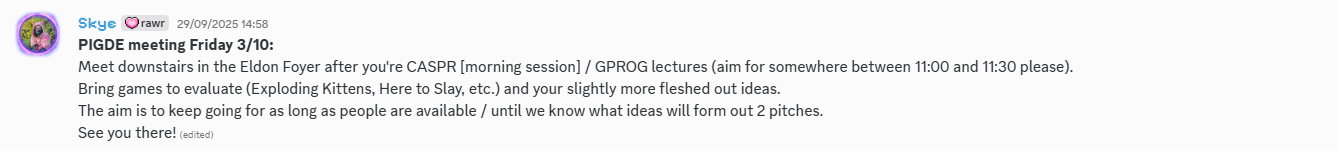 Skye rawr 29/09/2025 14:58
PIGDE meeting Friday 3/10:
Meet downstairs in the Eldon Foyer after you're CASPR [morning session] / GPROG lectures (aim for somewhere between 11:00 and 11:30 please).
Bring games to evaluate (Exploding Kittens, Here to Slay, etc.) and your slightly more fleshed out ideas.
The aim is to keep going for as long as people are available / until we know what ideas will form out 2 pitches.
See you there! (edited)